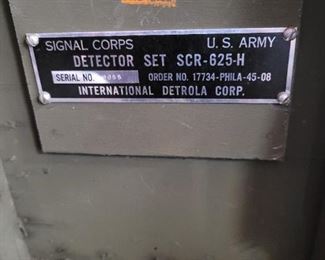 SIGNAL CORPS U. S. ARMY
DETECTOR SET SCR-625-H
SERIAL NO. ORDER NO. 17734-PHILA-45-08
INTERNATIONAL DETROLA CORP.